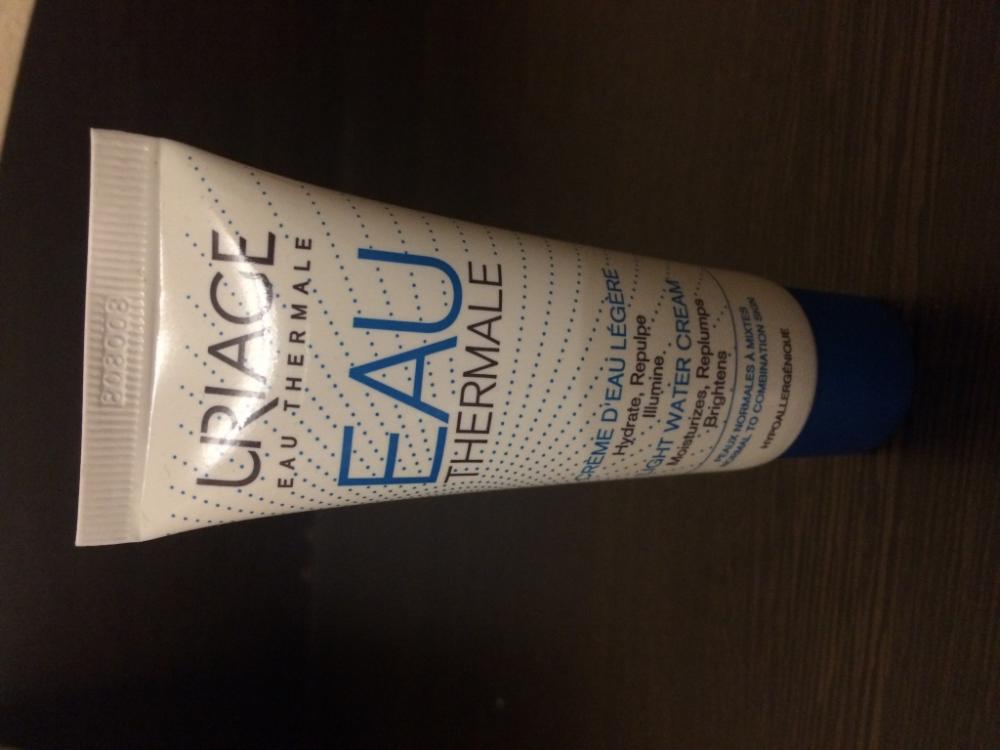 URIAGE
EAU THERMALE
EAU
THERMALE
CRÈME D'EAU LÉGÈRE
Hydrate, Repulpe
Illumine
LIGHT WATER CREAM
Moisturizes, Replumps
Brightens
PEAUX NORMALES À MIXTES
NORMAL TO COMBINATION SKIN
HYPOALLERGÉNIQUE